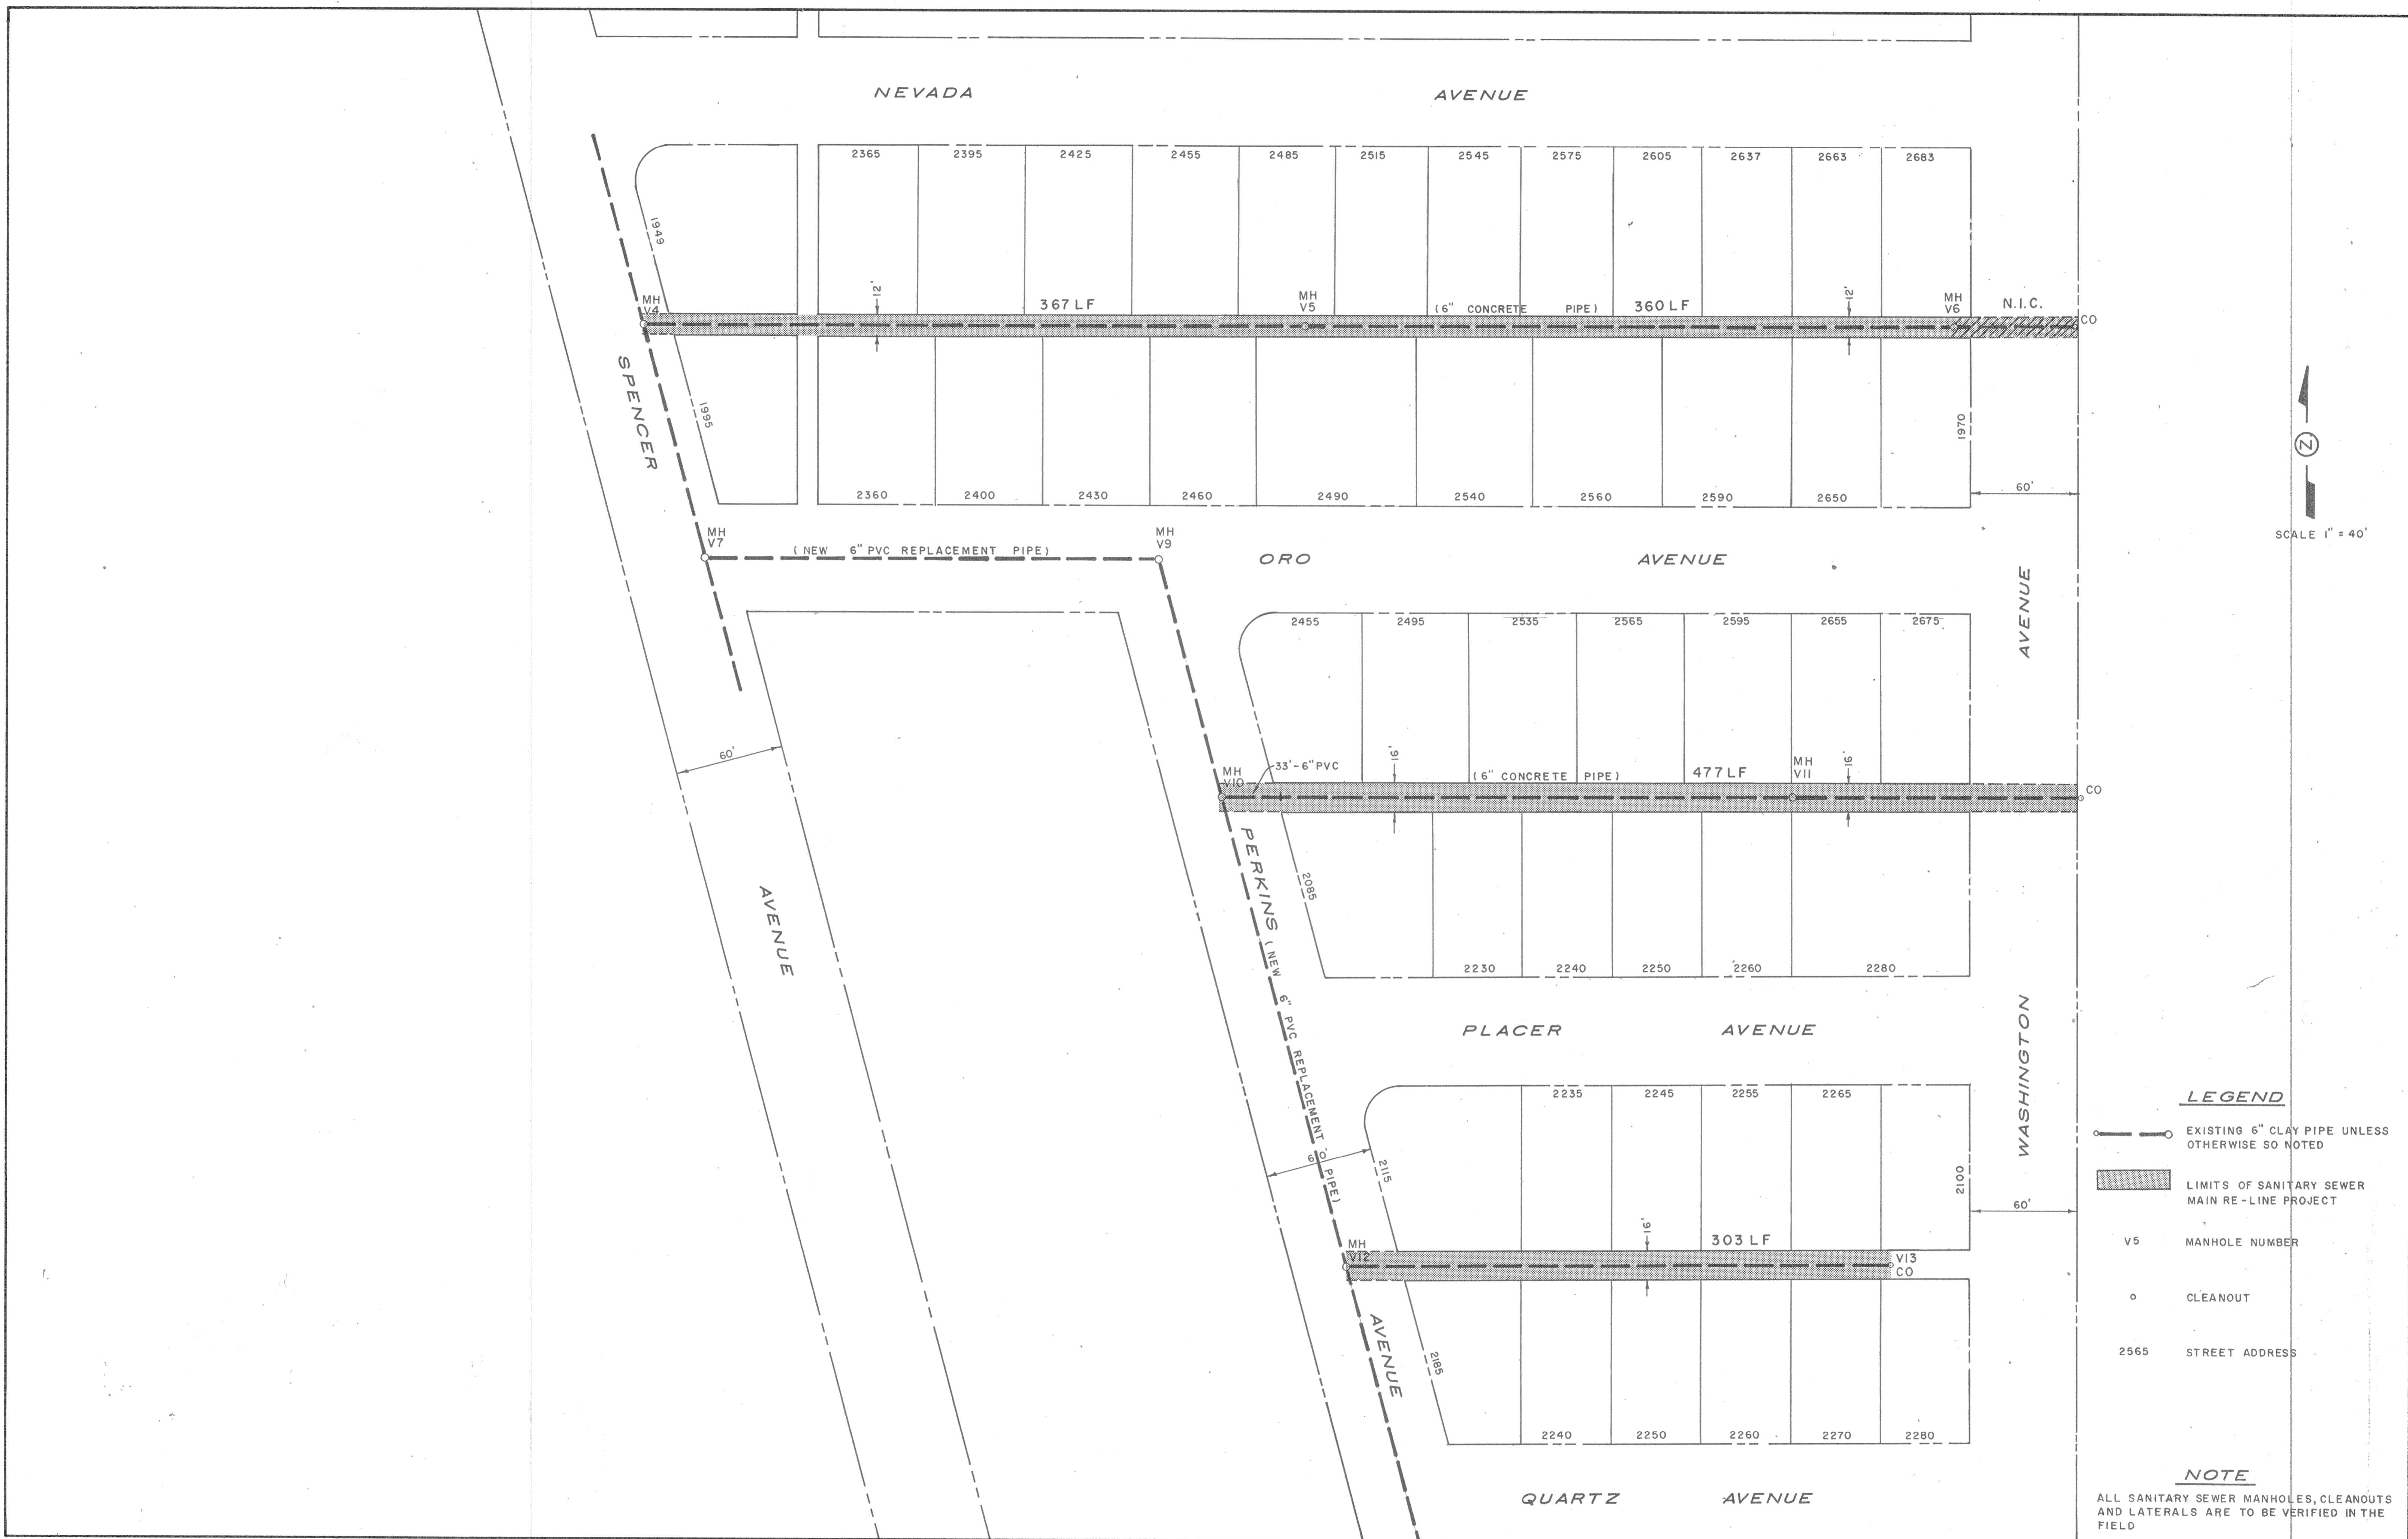 NEVADA AVENUE
2365 2395 2425 2455 2485 2515 2545 2575 2605 2637 2663 2683
1949
MH
V4
12'
367 LF
MH
V5
(6" CONCRETE PIPE)
360 LF
12'
MH
V6
N.I.C.
CO
SPENCER
1995
1970
2360 2400 2430 2460 2490 2540 2560 2590 2650
60'
Z
SCALE 1" = 40'
MH
V7
(NEW 6" PVC REPLACEMENT PIPE)
MH
V9
ORO AVENUE
AVENUE
2455 2495 2535 2565 2595 2655 2675
60'
MH
V10
33'-6" PVC
16'
(6" CONCRETE PIPE)
477 LF
MH
V11
16'
CO
PERKINS
(NEW 6" PVC REPLACEMENT PIPE)
2085
AVENUE
2230 2240 2250 2260 2280
PLACER AVENUE
WASHINGTON
2235 2245 2255 2265
60'
2115
2100
60'
MH
V12
16'
303 LF
V13
CO
AVENUE
2185
2240 2250 2260 2270 2280
QUARTZ AVENUE
LEGEND
EXISTING 6" CLAY PIPE UNLESS
OTHERWISE SO NOTED
LIMITS OF SANITARY SEWER
MAIN RE-LINE PROJECT
V5 MANHOLE NUMBER
CLEANOUT
2565 STREET ADDRESS
NOTE
ALL SANITARY SEWER MANHOLES, CLEANOUTS
AND LATERALS ARE TO BE VERIFIED IN THE
FIELD